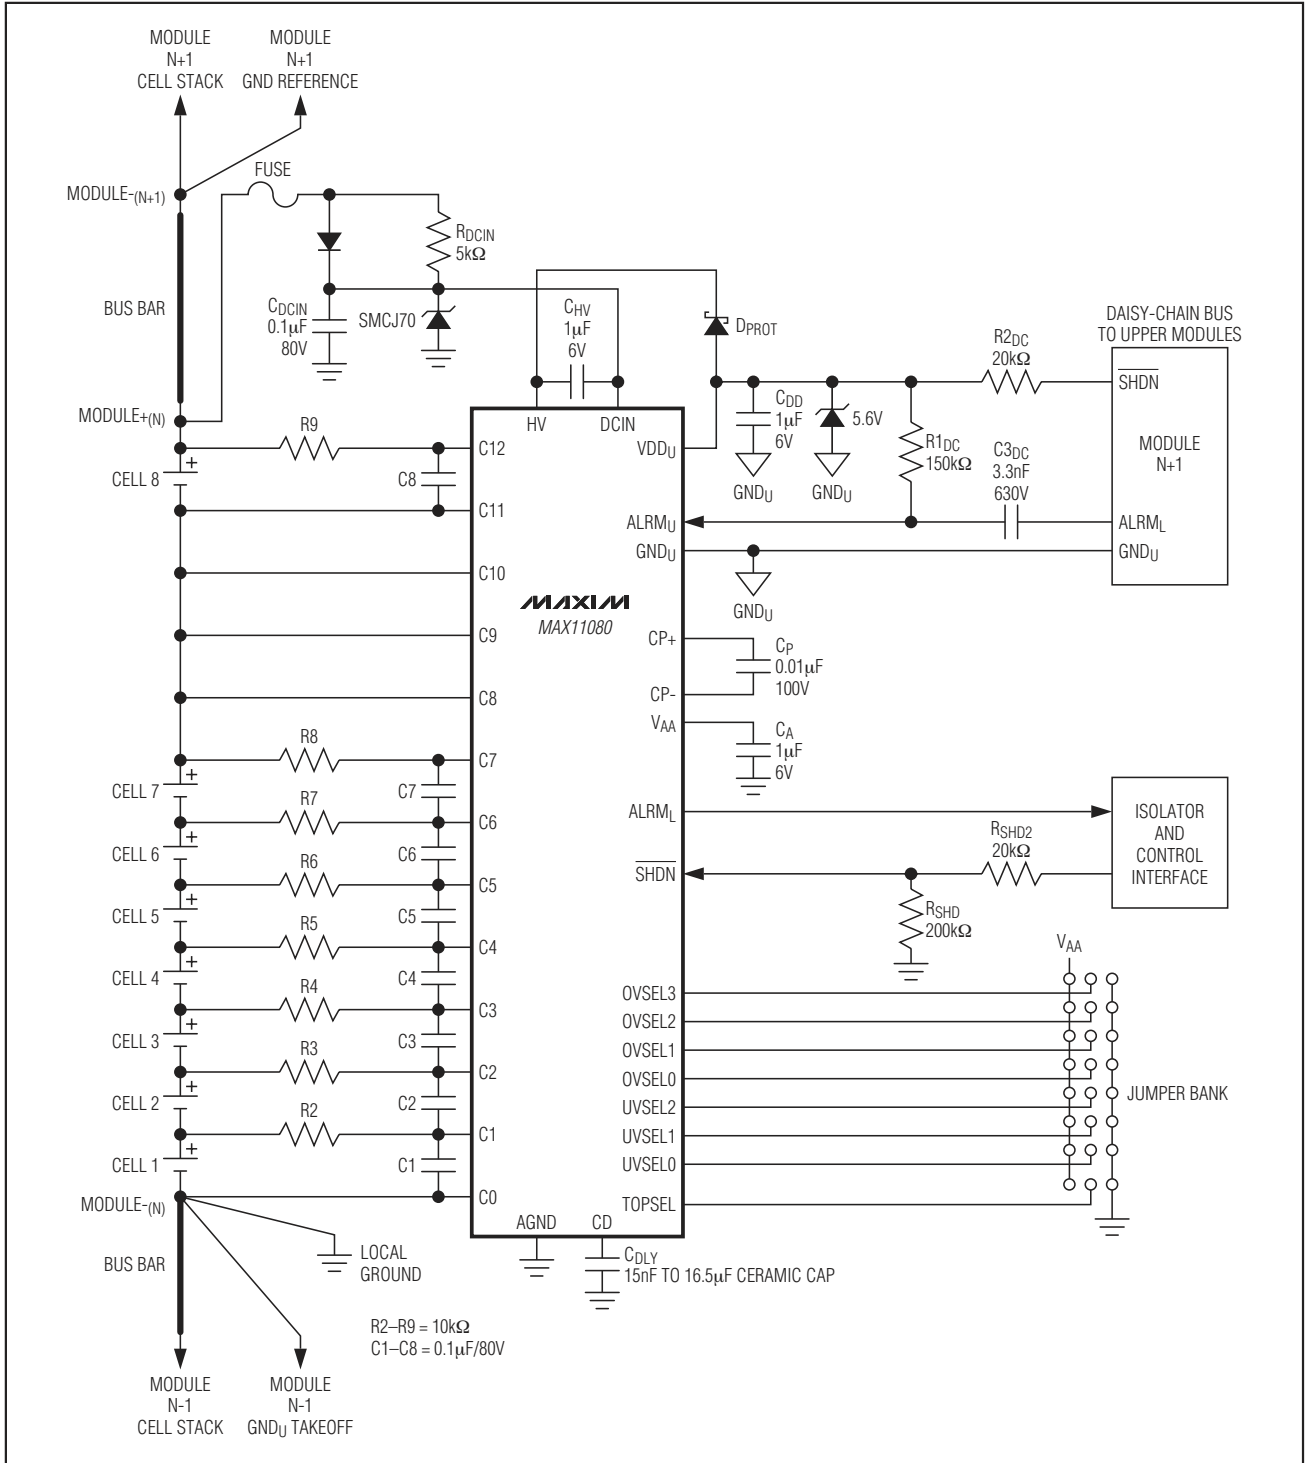 MODULE
N+1
CELL STACK
MODULE
N+1
GND REFERENCE
FUSE
MODULE-(N+1)
RDCIN
5kΩ
BUS BAR
CDCIN
0.1µF
80V
SMCJ70
CHV
1µF
6V
DPROT
DAISY-CHAIN BUS
TO UPPER MODULES
R2DC
20kΩ
SHDN
MODULE+(N)
HV
DCIN
CDD
1µF
6V
5.6V
R1DC
150kΩ
MODULE
N+1
R9
C12
VDDU
C3DC
3.3nF
630V
CELL 8
+
C8
GNDU
GNDU
C11
ALRMU
ALRML
GNDU
GNDU
C10
MAXIM
MAX11080
GNDU
C9
CP+
CP
0.01µF
100V
C8
CP-
VAA
CA
1µF
6V
R8
C7
CELL 7
+
C7
R7
C6
ALRML
ISOLATOR
AND
CONTROL
INTERFACE
CELL 6
+
C6
RSHD2
20kΩ
R6
C5
SHDN
CELL 5
+
C5
RSHD
200kΩ
R5
C4
VAA
CELL 4
+
C4
R4
C3
OVSEL3
OVSEL2
CELL 3
+
C3
OVSEL1
R3
C2
OVSEL0
CELL 2
+
C2
UVSEL2
JUMPER BANK
R2
C1
UVSEL1
CELL 1
+
C1
UVSEL0
MODULE-(N)
C0
TOPSEL
AGND
CD
BUS BAR
LOCAL
GROUND
CDLY
15nF TO 16.5µF CERAMIC CAP
R2–R9 = 10kΩ
C1–C8 = 0.1µF/80V
MODULE
N-1
CELL STACK
MODULE
N-1
GNDU TAKEOFF